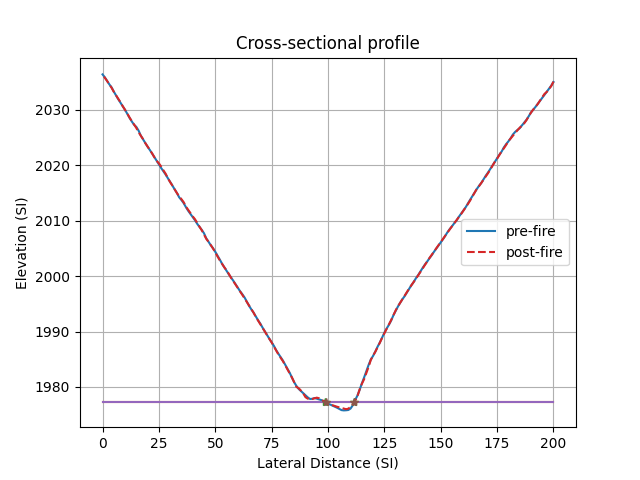 Cross-sectional profile
Elevation (SI)
2030
2020
2010
2000
1990
1980
pre-fire
post-fire
0 25 50 75 100 125 150 175 200
Lateral Distance (SI)